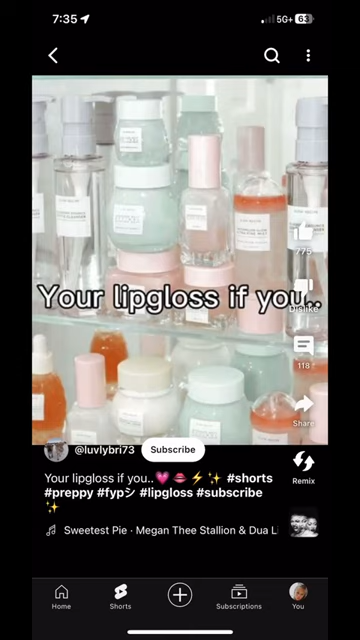 7:35
5G+
63
Your lipgloss if you..
775
Dislike
118
Share
@luvlybri73
Subscribe
Your lipgloss if you..💗👄⚡✨ #shorts
#preppy #fypシ #lipgloss #subscribe
✨
Remix
Sweetest Pie · Megan Thee Stallion & Dua Li
Home
Shorts
Subscriptions
You